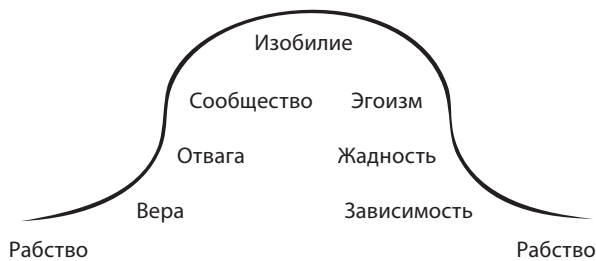 Изобилие
Сообщество Эгоизм
Отвага Жадность
Вера Зависимость
Рабство Рабство